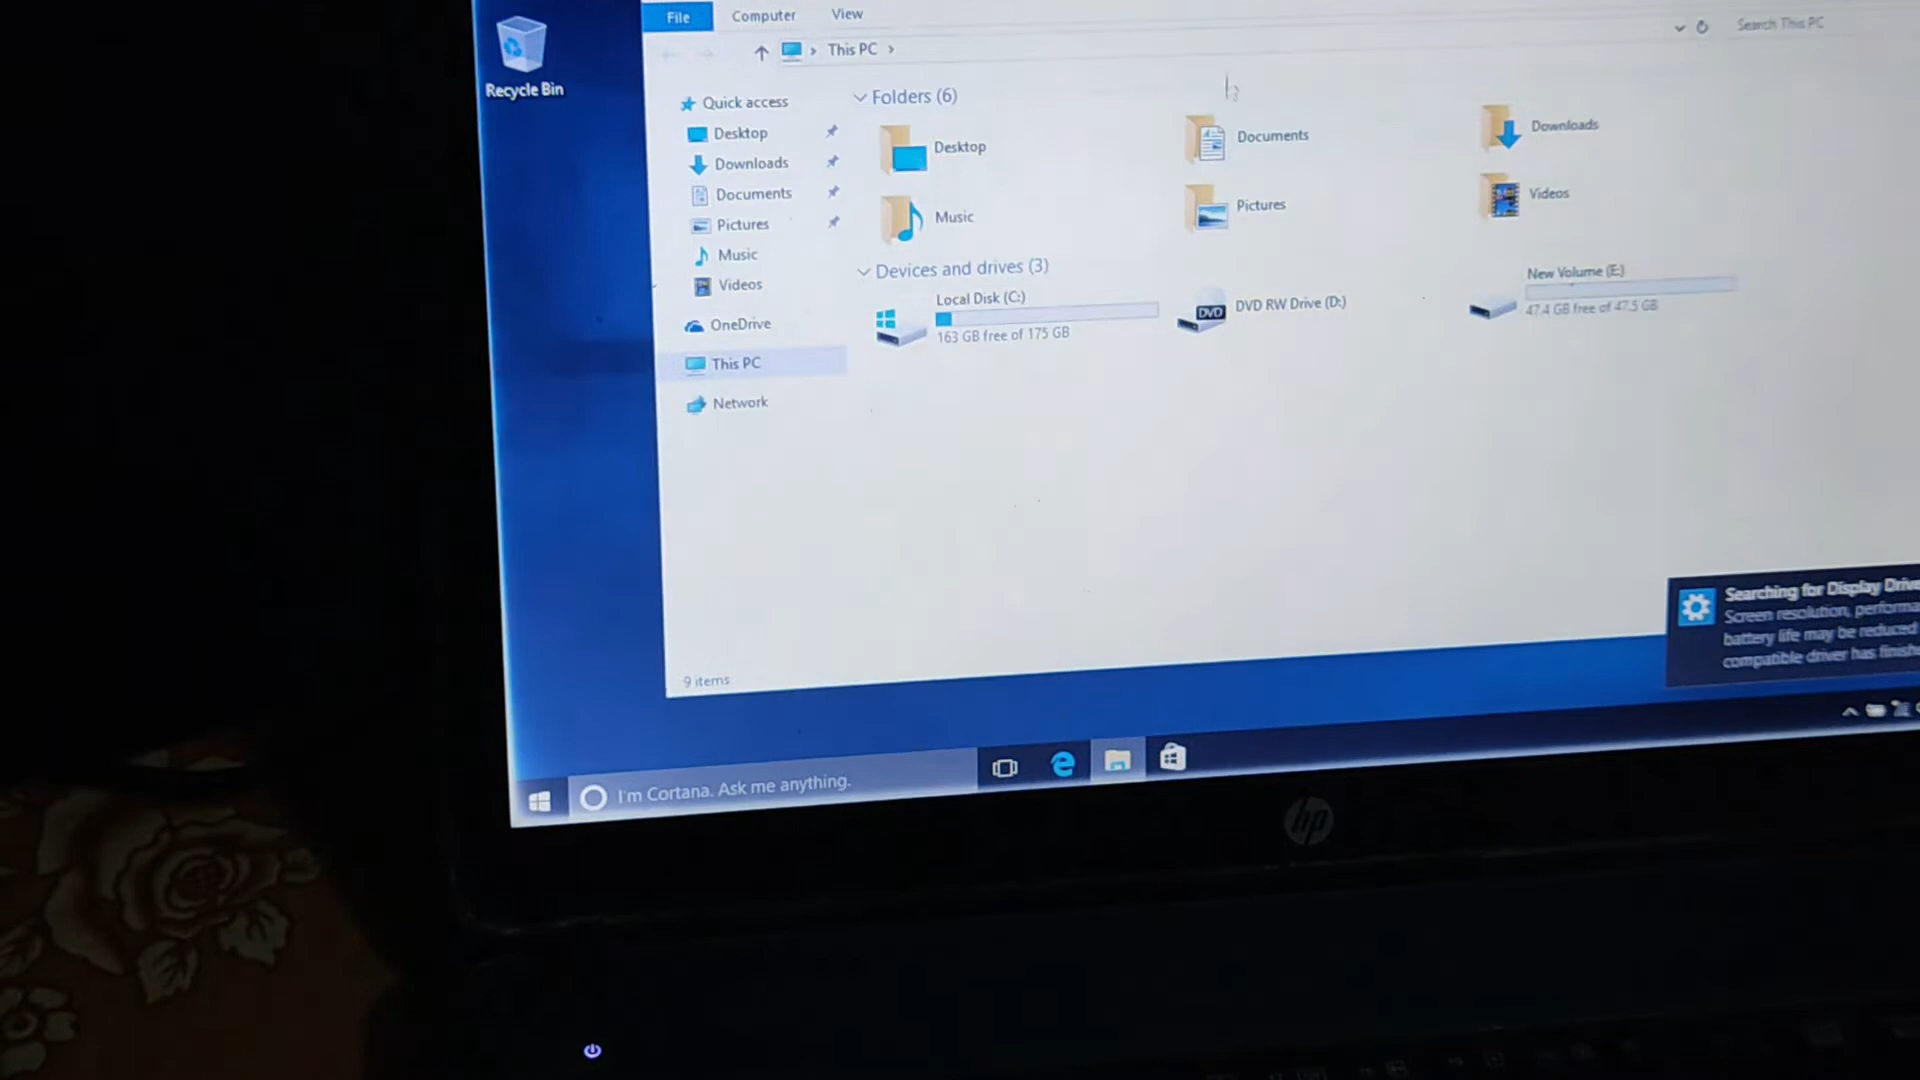 Recycle Bin
File
Computer
View
This PC
Search This PC
Quick access
Desktop
Downloads
Documents
Pictures
Music
Videos
OneDrive
This PC
Network
Folders (6)
Desktop
Documents
Downloads
Music
Pictures
Videos
Devices and drives (3)
Local Disk (C:)
163 GB free of 175 GB
DVD
DVD RW Drive (D:)
New Volume (E:)
47.4 GB free of 47.5 GB
9 items
Searching for Display Drive
Screen resolution, performa
battery life may be reduced
compatible driver has finish
I'm Cortana. Ask me anything.
hp